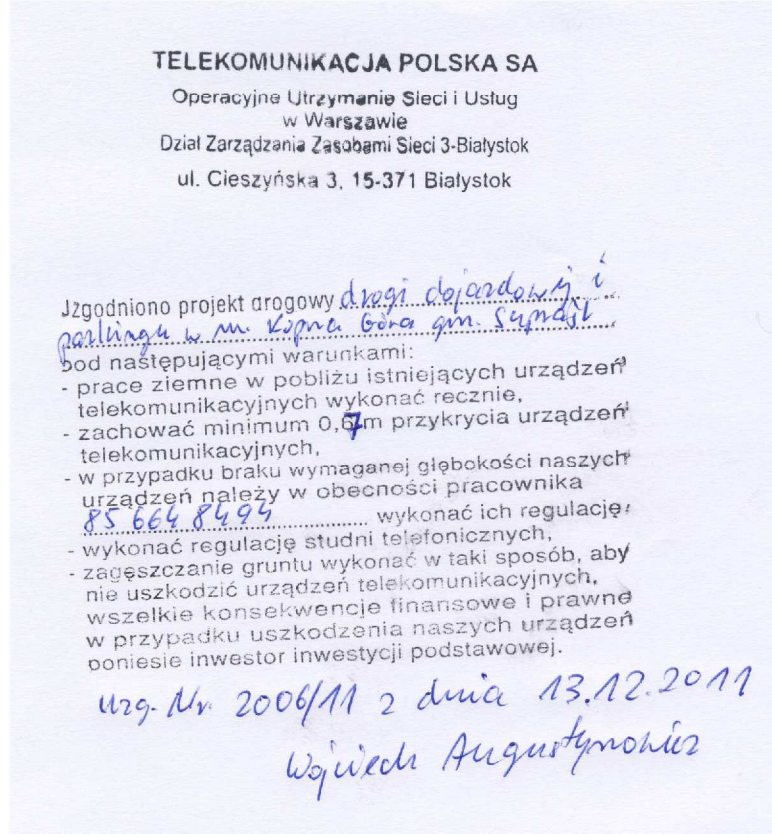 TELEKOMUNIKACJA POLSKA SA
Operacyjne Utrzymanie Sieci i Usług
w Warszawie
Dział Zarządzania Zasobami Sieci 3-Białystok
ul. Cieszyńska 3, 15-371 Białystok
Uzgodniono projekt drogowy drogi dojazdowej i
parkingu w m. Kopna Góra gm. Supraśl
pod następującymi warunkami:
- prace ziemne w pobliżu istniejących urządzeń
telekomunikacyjnych wykonać recznie,
- zachować minimum 0,7m przykrycia urządzeń
telekomunikacyjnych,
- w przypadku braku wymaganej głębokości naszych
urządzeń należy w obecności pracownika
85 664 8494 wykonać ich regulację,
- wykonać regulację studni telefonicznych,
- zagęszczanie gruntu wykonać w taki sposób, aby
nie uszkodzić urządzeń telekomunikacyjnych,
wszelkie konsekwencje finansowe i prawne
w przypadku uszkodzenia naszych urządzeń
poniesie inwestor inwestycji podstawowej.
Uzg. Nr. 2006/11 z dnia 13.12.2011
Wojciech Augustynowicz